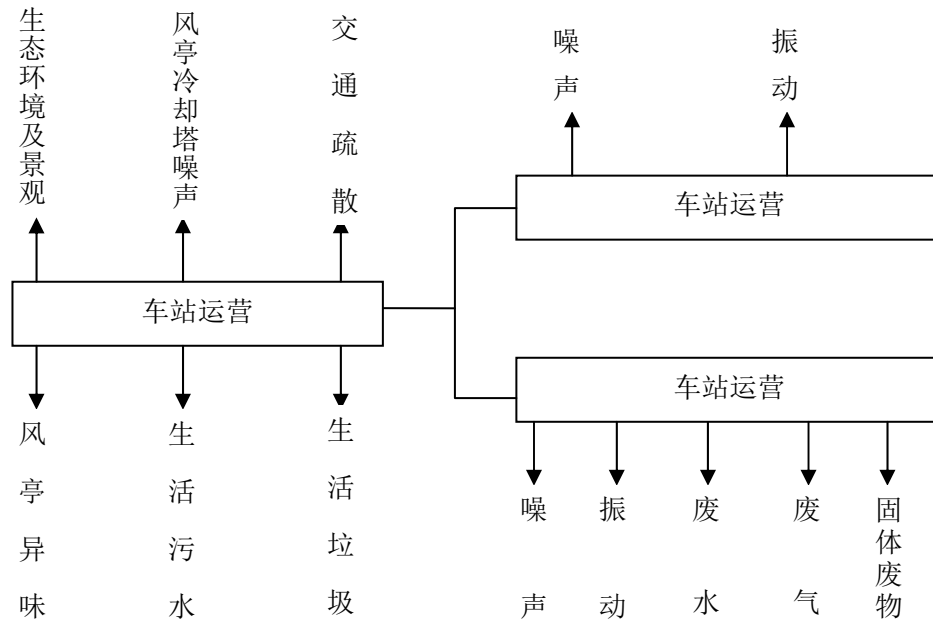 生态环境及景观
风亭冷却塔噪声
交通疏散
噪声
振动
车站运营
车站运营
车站运营
风亭异味
生活污水
生活垃圾
噪声
振动
废水
废气
固体废物